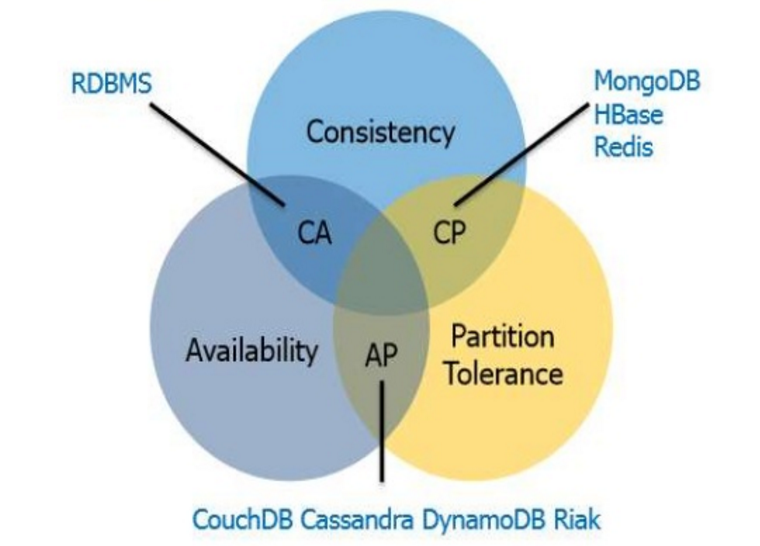 RDBMS
MongoDB
HBase
Redis
Consistency
CA
CP
Availability
AP
Partition
Tolerance
CouchDB Cassandra DynamoDB Riak